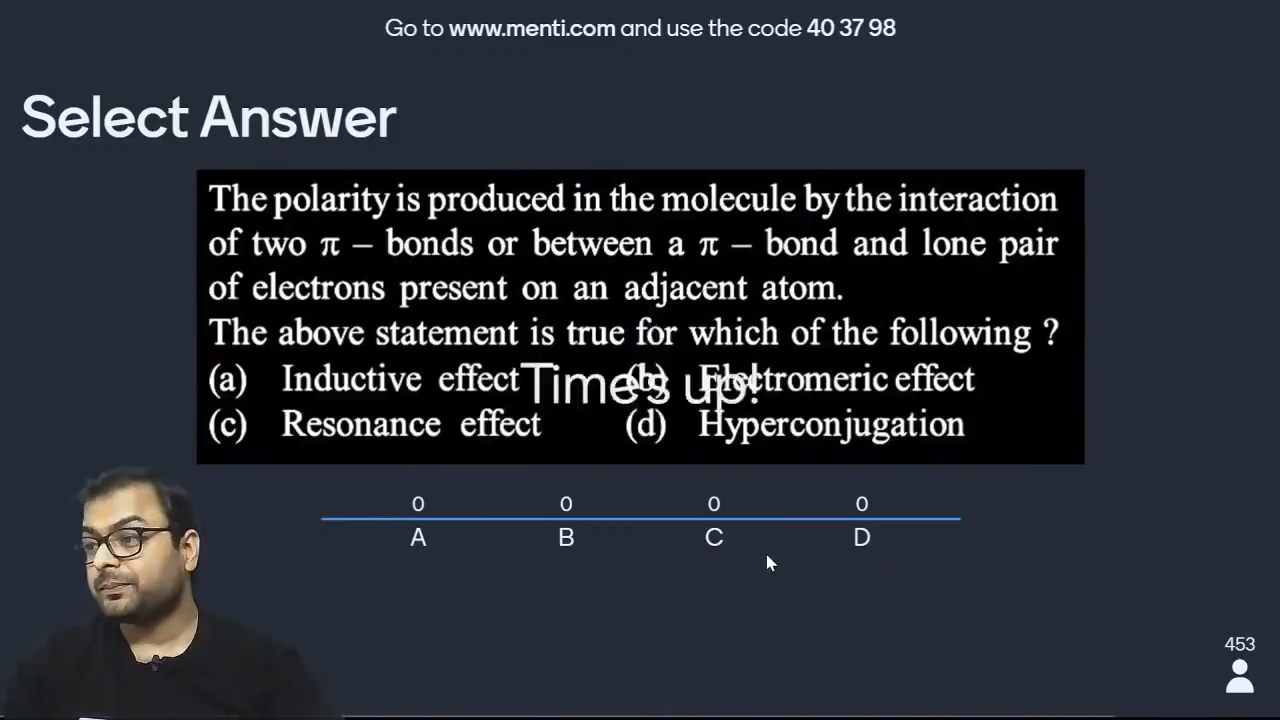 Go to www.menti.com and use the code 40 37 98
Select Answer
The polarity is produced in the molecule by the interaction
of two π – bonds or between a π – bond and lone pair
of electrons present on an adjacent atom.
The above statement is true for which of the following ?
(a) Inductive effect (b) Electromeric effect
Time's up!
(c) Resonance effect (d) Hyperconjugation
0 0 0 0
A B C D
453